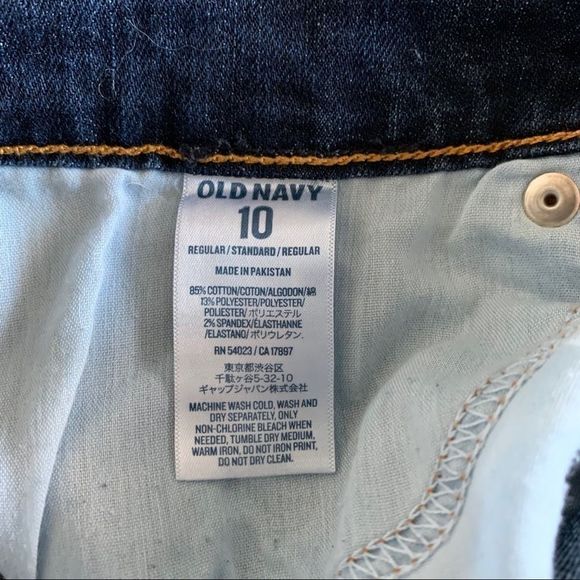 OLD NAVY
10
REGULAR / STANDARD / REGULAR
MADE IN PAKISTAN
85% COTTON/COTON/ALGODON/綿
13% POLYESTER/POLYESTER/
POLIESTER/ポリエステル
2% SPANDEX/ÉLASTHANNE
/ELASTANO/ポリウレタン
RN 54023 / CA 17897
東京都渋谷区
千駄ヶ谷5-32-10
ギャップジャパン株式会社
MACHINE WASH COLD, WASH AND
DRY SEPARATELY, ONLY
NON-CHLORINE BLEACH WHEN
NEEDED, TUMBLE DRY MEDIUM,
WARM IRON, DO NOT IRON PRINT,
DO NOT DRY CLEAN.